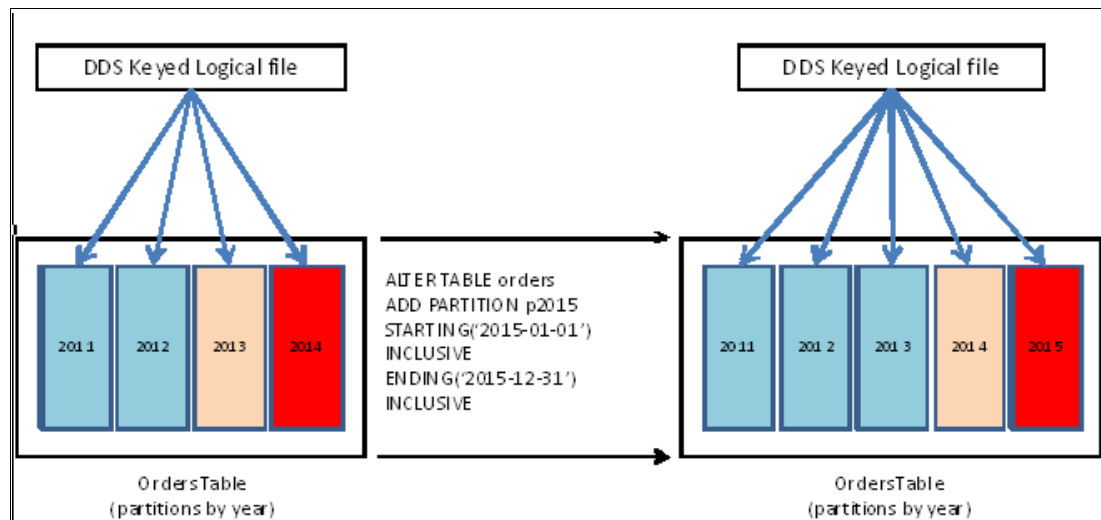 DDS Keyed Logical file
2011
2012
2013
2014
OrdersTable
(partitions by year)
ALTER TABLE orders
ADD PARTITION p2015
STARTING('2015-01-01')
INCLUSIVE
ENDING('2015-12-31')
INCLUSIVE
DDS Keyed Logical file
2011
2012
2013
2014
2015
OrdersTable
(partitions by year)